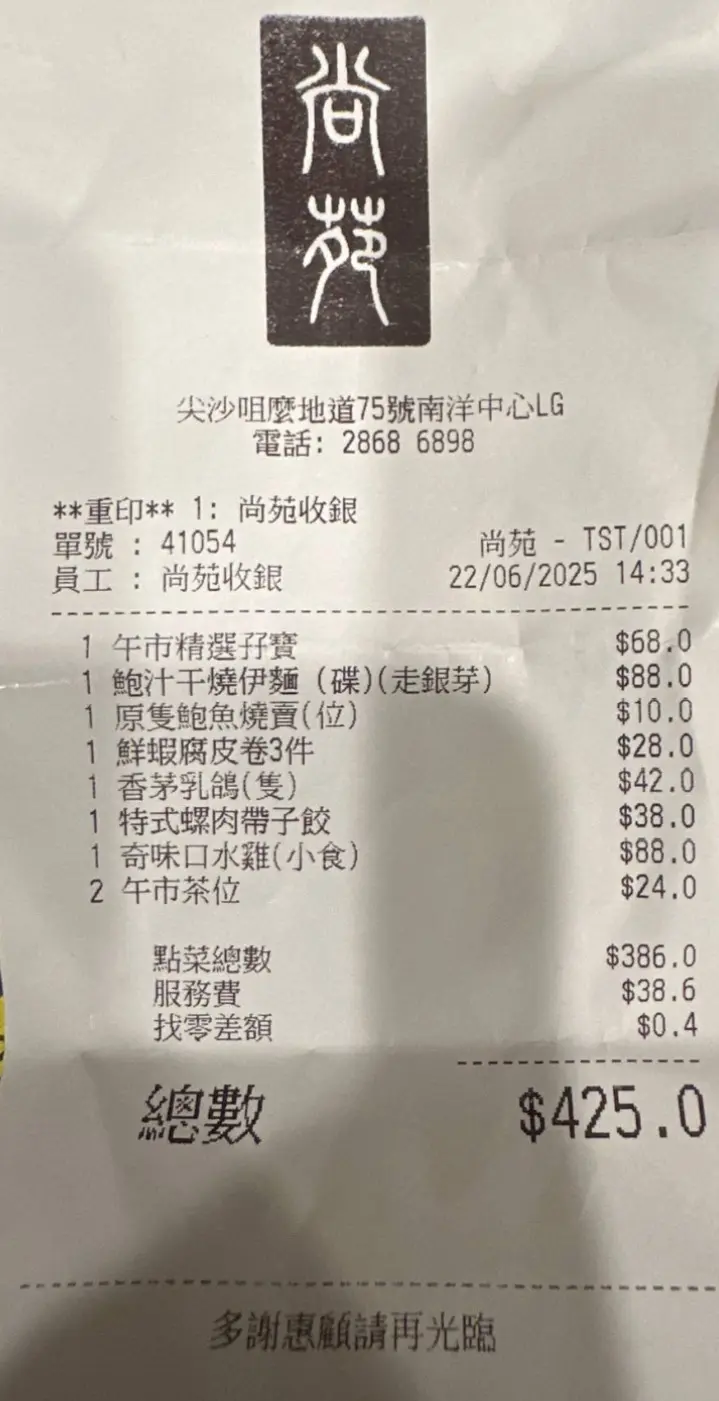 尚苑
尖沙咀麼地道75號南洋中心LG
電話: 2868 6898
**重印** 1: 尚苑收銀
單號 : 41054 尚苑 - TST/001
員工 : 尚苑收銀 22/06/2025 14:33
1 午市精選孖寶 $68.0
1 鮑汁干燒伊麵 (碟)(走銀芽) $88.0
1 原隻鮑魚燒賣(位) $10.0
1 鮮蝦腐皮卷3件 $28.0
1 香茅乳鴿(隻) $42.0
1 特式螺肉帶子餃 $38.0
1 奇味口水雞(小食) $88.0
2 午市茶位 $24.0
點菜總數 $386.0
服務費 $38.6
找零差額 $0.4
總數 $425.0
多謝惠顧請再光臨